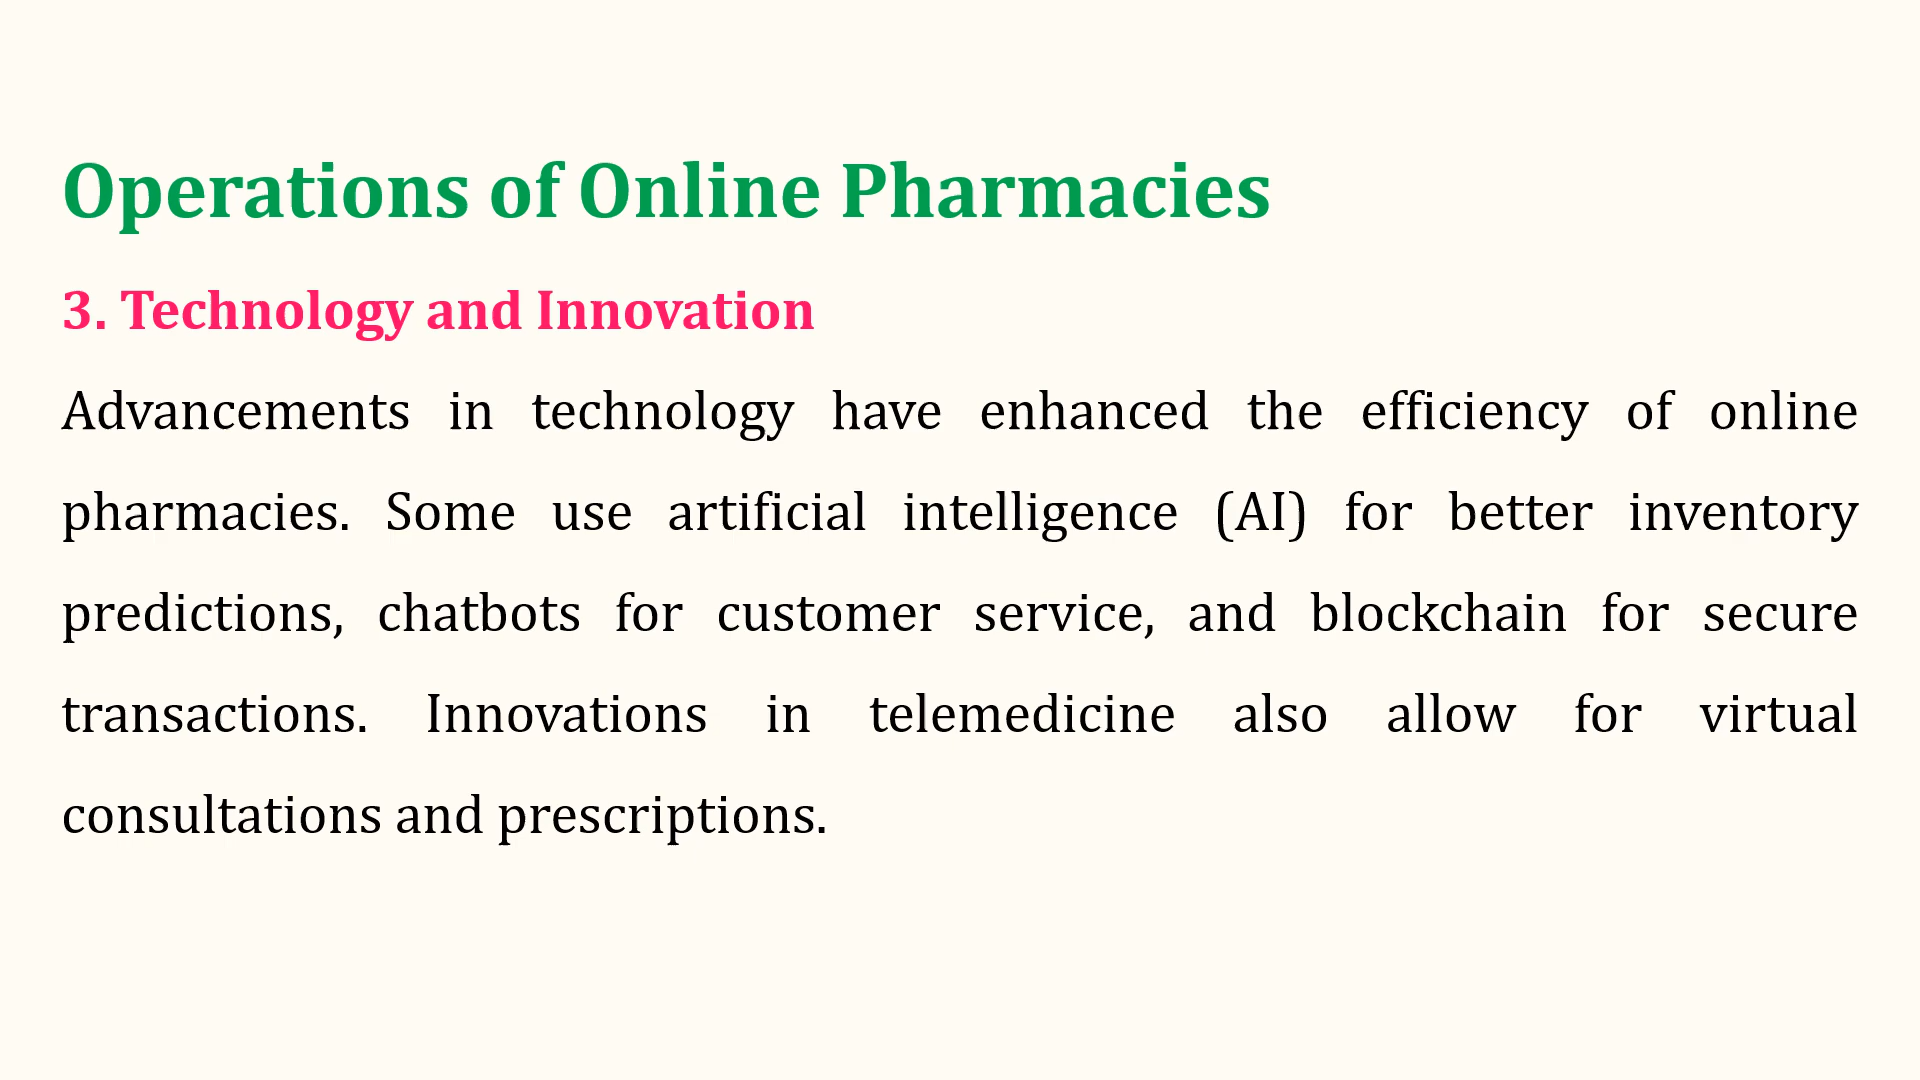 Operations of Online Pharmacies
3. Technology and Innovation
Advancements in technology have enhanced the efficiency of online
pharmacies. Some use artificial intelligence (AI) for better inventory
predictions, chatbots for customer service, and blockchain for secure
transactions. Innovations in telemedicine also allow for virtual
consultations and prescriptions.